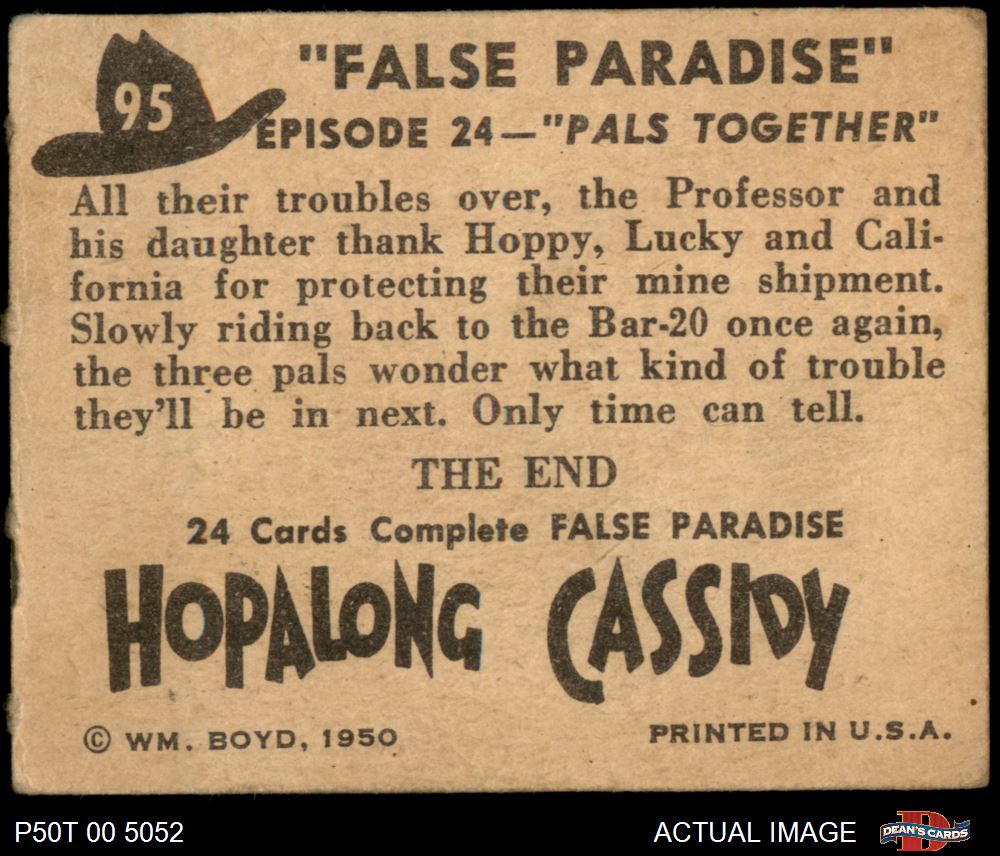 95
"FALSE PARADISE"
EPISODE 24—"PALS TOGETHER"
All their troubles over, the Professor and
his daughter thank Hoppy, Lucky and Cali-
fornia for protecting their mine shipment.
Slowly riding back to the Bar-20 once again,
the three pals wonder what kind of trouble
they'll be in next. Only time can tell.
THE END
24 Cards Complete FALSE PARADISE
HOPALONG CASSIDY
© WM. BOYD, 1950 PRINTED IN U.S.A.
P50T 00 5052 ACTUAL IMAGE DEAN'S CARDS